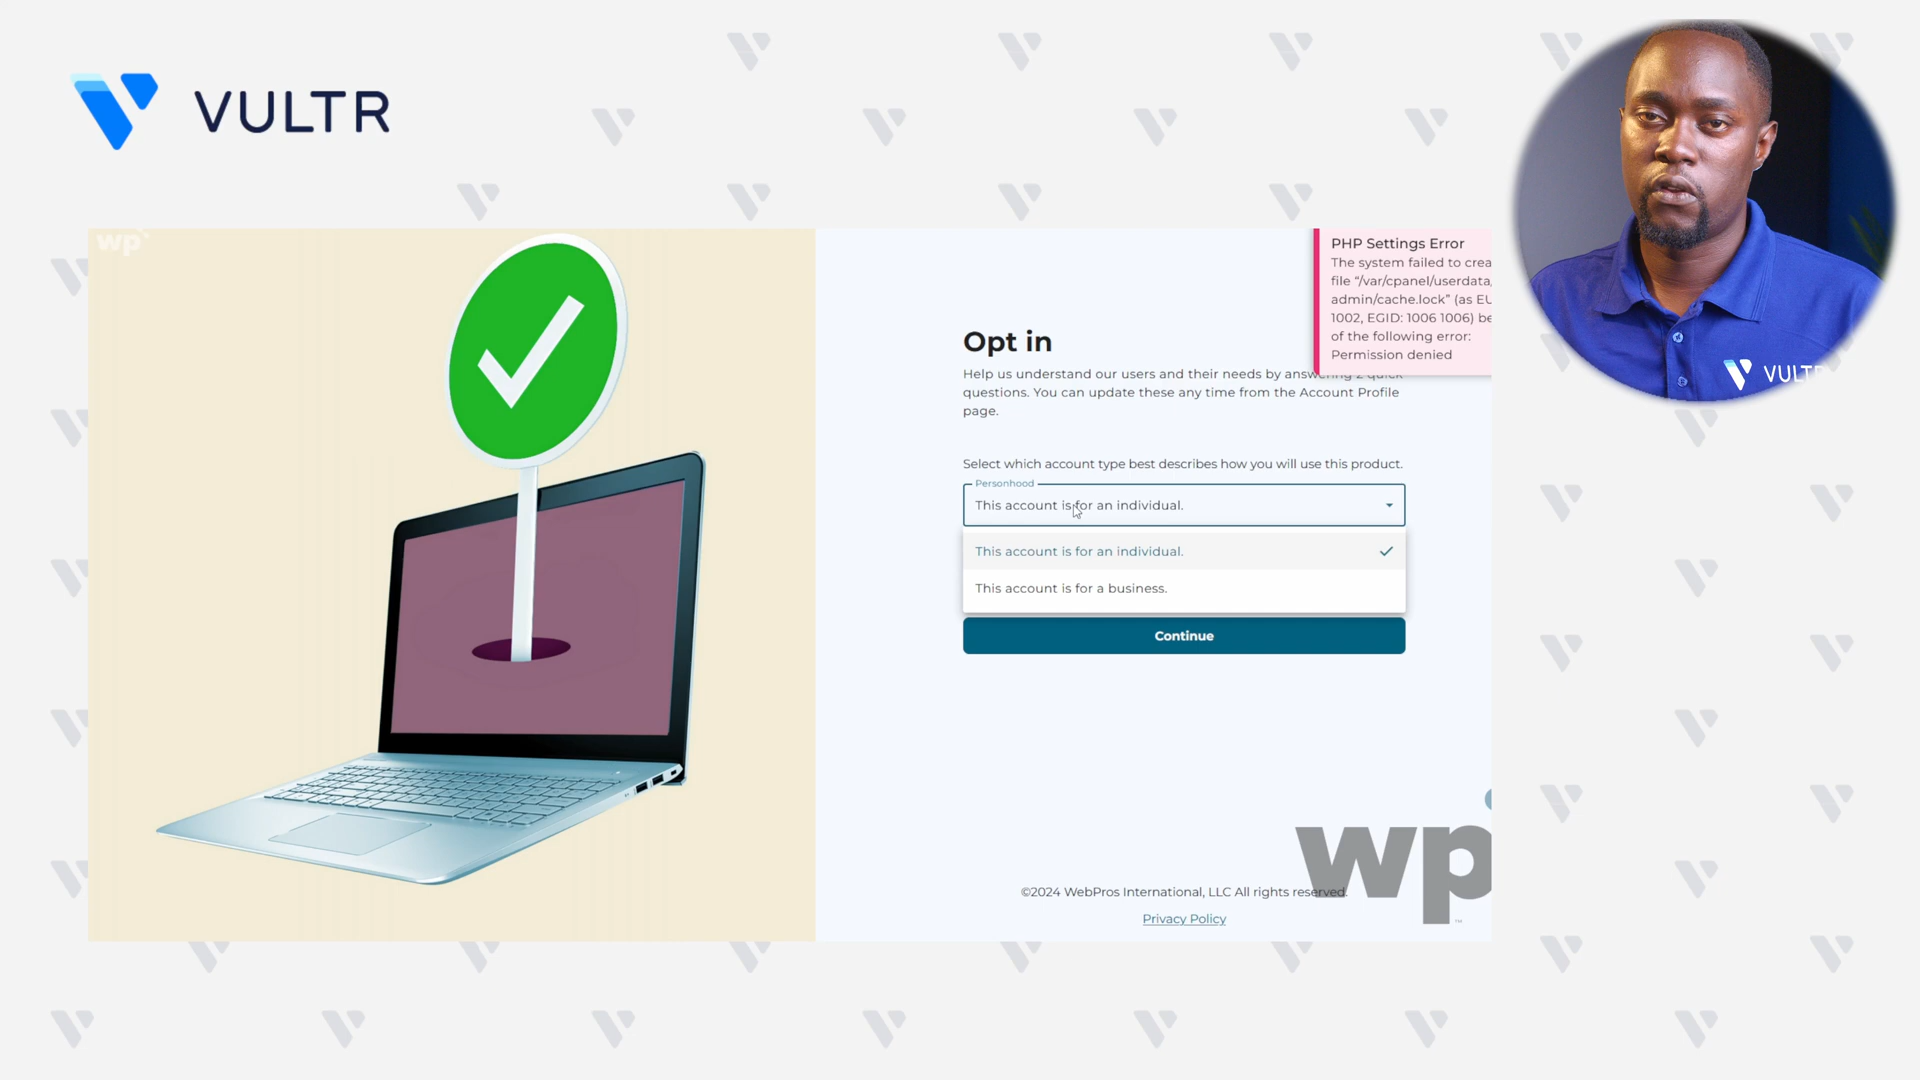 VULTR
wp
PHP Settings Error
The system failed to crea
file “/var/cpanel/userdata/
admin/cache.lock” (as EU
1002, EGID: 1006 1006) be
of the following error:
Permission denied
VULTR
Opt in
Help us understand our users and their needs by answering 2 quick
questions. You can update these any time from the Account Profile
page.
Select which account type best describes how you will use this product.
Personhood
This account is for an individual.
This account is for an individual.
This account is for a business.
Continue
wp
™
©2024 WebPros International, LLC All rights reserved.
Privacy Policy